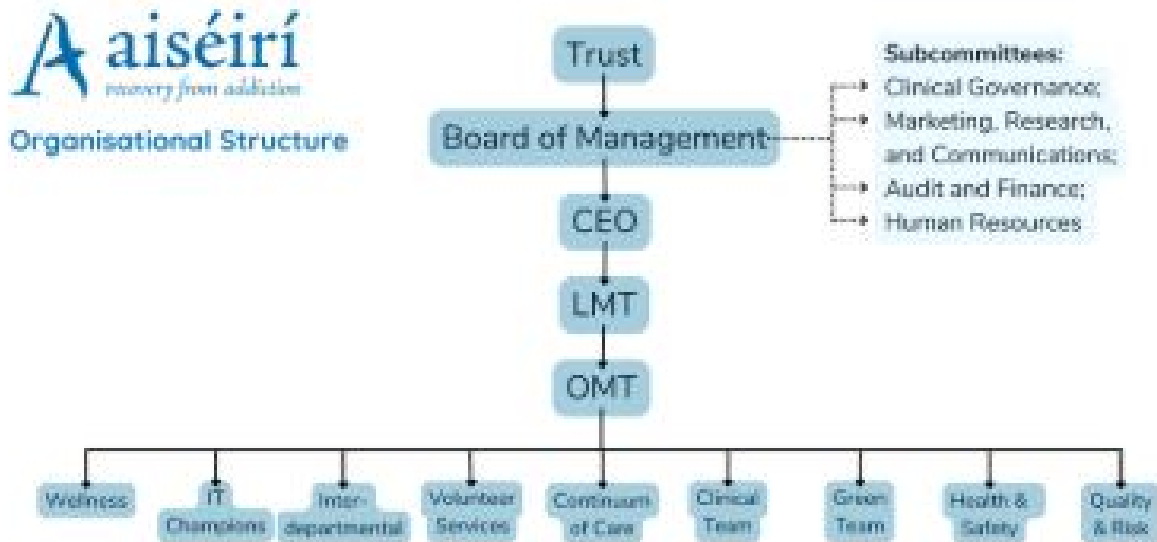 aiséirí
recovery from addiction
Organisational Structure
Trust
Board of Management
Subcommittees:
Clinical Governance;
Marketing, Research,
and Communications;
Audit and Finance;
Human Resources
CEO
LMT
OMT
Wellness
IT
Champions
Inter-
departmental
Volunteer
Services
Continuum
of Care
Clinical
Team
Green
Team
Health &
Safety
Quality
& Risk